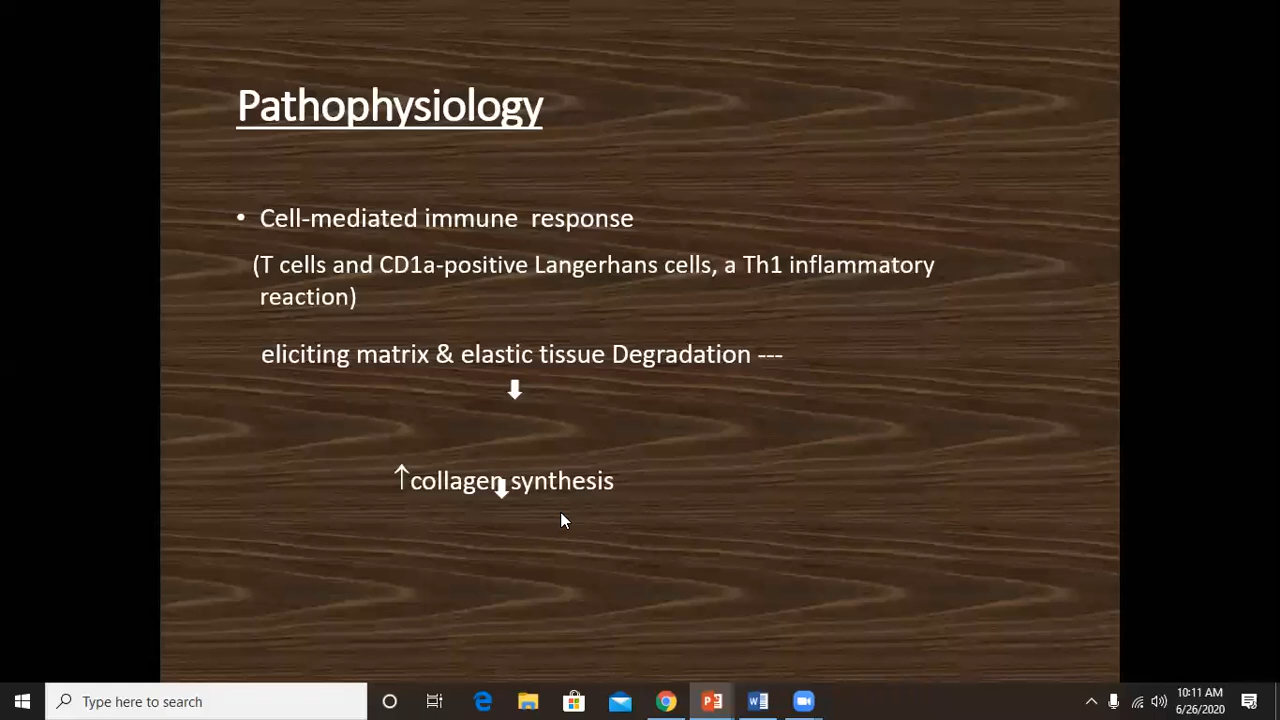 Pathophysiology
• Cell-mediated immune  response
(T cells and CD1a-positive Langerhans cells, a Th1 inflammatory
reaction)
eliciting matrix & elastic tissue Degradation ---
⬇
↑collagen synthesis
⬇
Type here to search
10:11 AM
6/26/2020